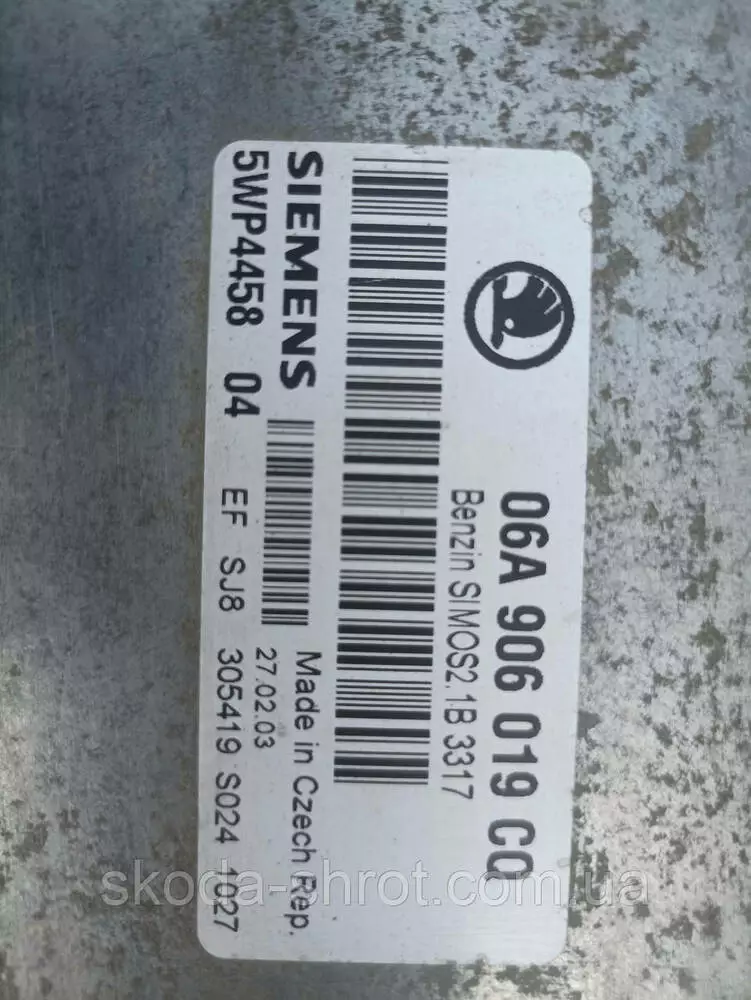 06A 906 019 CQ
Benzin SIMOS2.1B 3317
SIEMENS
Made in Czech Rep.
27.02.03
5WP4458 04 EF SJ8 305419 S024 1027
skoda-shrot.com.ua